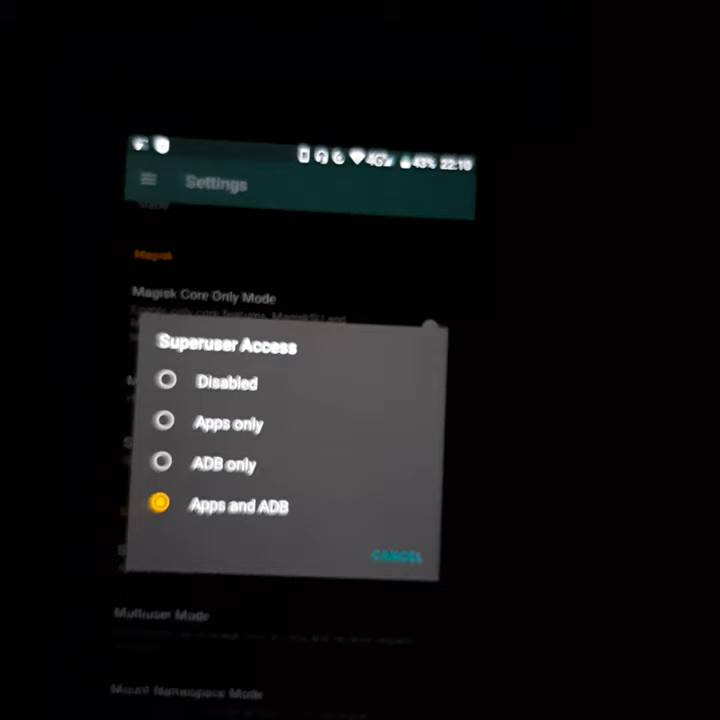 4G 43% 22:10
Settings
Magisk
Magisk Core Only Mode
Superuser Access
Disabled
Apps only
ADB only
Apps and ADB
CANCEL
Multiuser Mode
Mount Namespace Mode